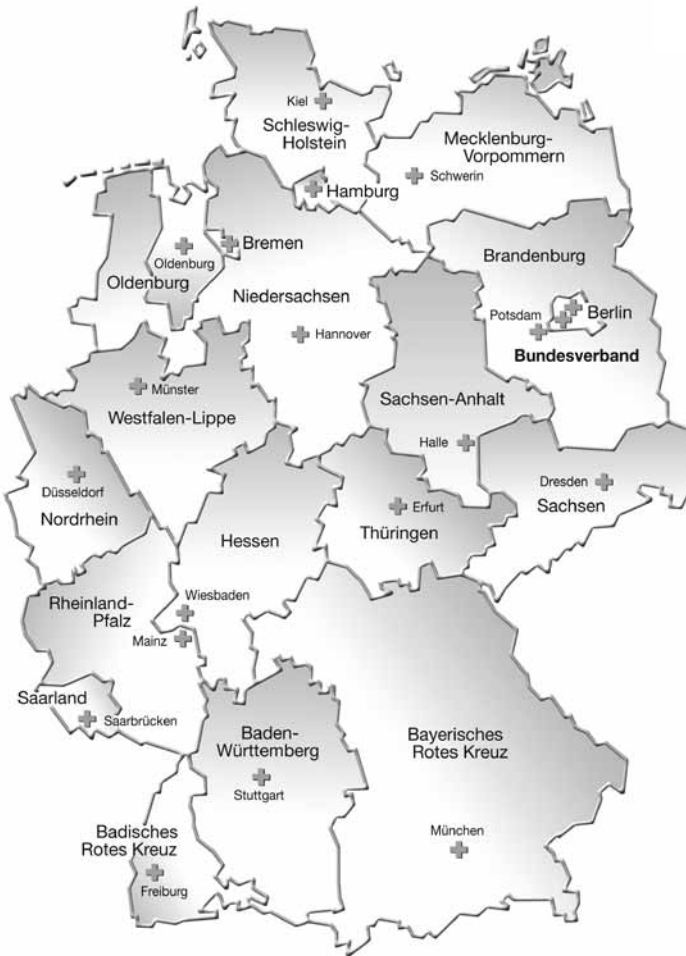 Kiel
Schleswig-
Holstein
Mecklenburg-
Vorpommern
Schwerin
Hamburg
Bremen
Oldenburg
Oldenburg
Brandenburg
Niedersachsen
Potsdam
Berlin
Hannover
Bundesverband
Münster
Sachsen-Anhalt
Westfalen-Lippe
Halle
Düsseldorf
Dresden
Nordrhein
Erfurt
Sachsen
Thüringen
Hessen
Wiesbaden
Rheinland-
Pfalz
Mainz
Saarland
Saarbrücken
Baden-
Württemberg
Bayerisches
Rotes Kreuz
Stuttgart
Badisches
Rotes Kreuz
München
Freiburg